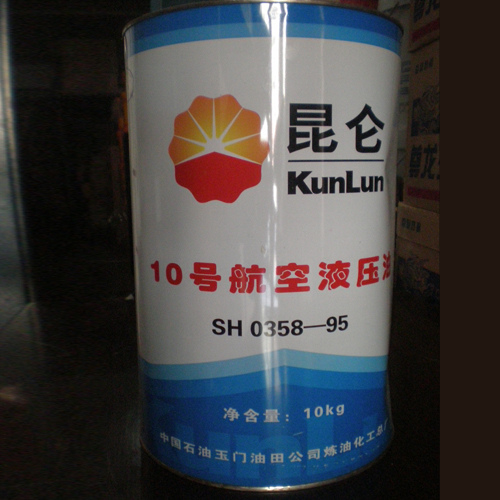 昆仑
KunLun
10号航空液压油
SH 0358—95
净含量：10kg
中国石油玉门油田公司炼油化工总厂